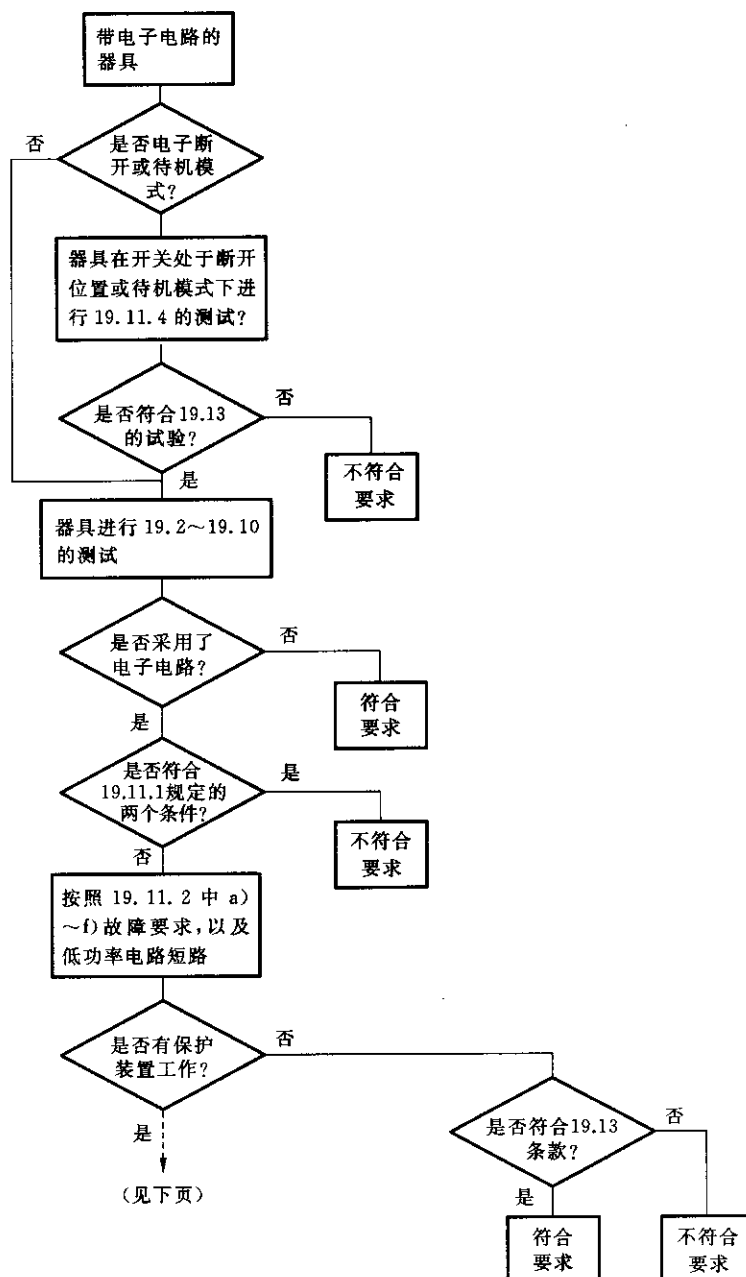 带电子电路的
器具
否
是否电子断
开或待机模
式?
器具在开关处于断开
位置或待机模式下进
行 19.11.4 的测试?
否
是否符合19.13
的试验?
不符合
要求
是
器具进行 19.2～19.10
的测试
否
是否采用了
电子电路?
符合
要求
是
是否符合
19.11.1规定的
两个条件?
是
不符合
要求
否
按照 19.11.2 中 a)
～f)故障要求,以及
低功率电路短路
否
是否有保护
装置工作?
是
(见下页)
是否符合19.13
条款?
否
是
符合
要求
不符合
要求